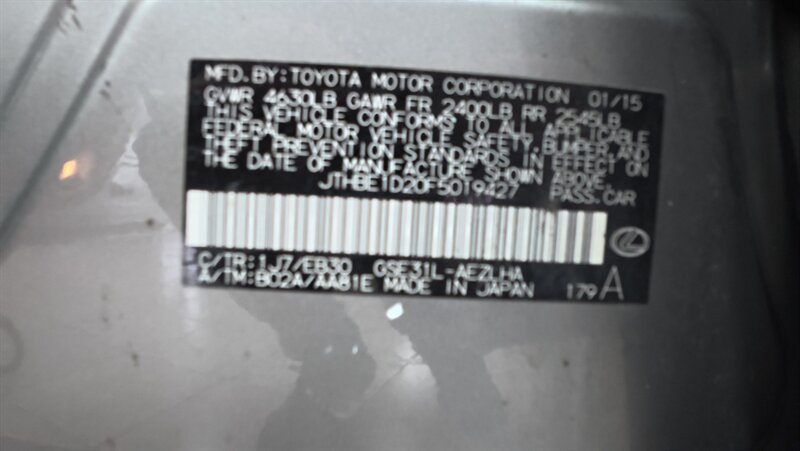 MFD.BY:TOYOTA MOTOR CORPORATION 01/15
GVWR 4630LB GAWR FR 2400LB RR 2545LB
THIS VEHICLE CONFORMS TO ALL APPLICABLE
FEDERAL MOTOR VEHICLE SAFETY, BUMPER AND
THEFT PREVENTION STANDARDS IN EFFECT ON
THE DATE OF MANUFACTURE SHOWN ABOVE.
JTHBE1D20F5019427 PASS.CAR
C/TR:1J7/EB30 GSE31L-AEZLHA
A/TM:B02A/AA81E MADE IN JAPAN 179 A